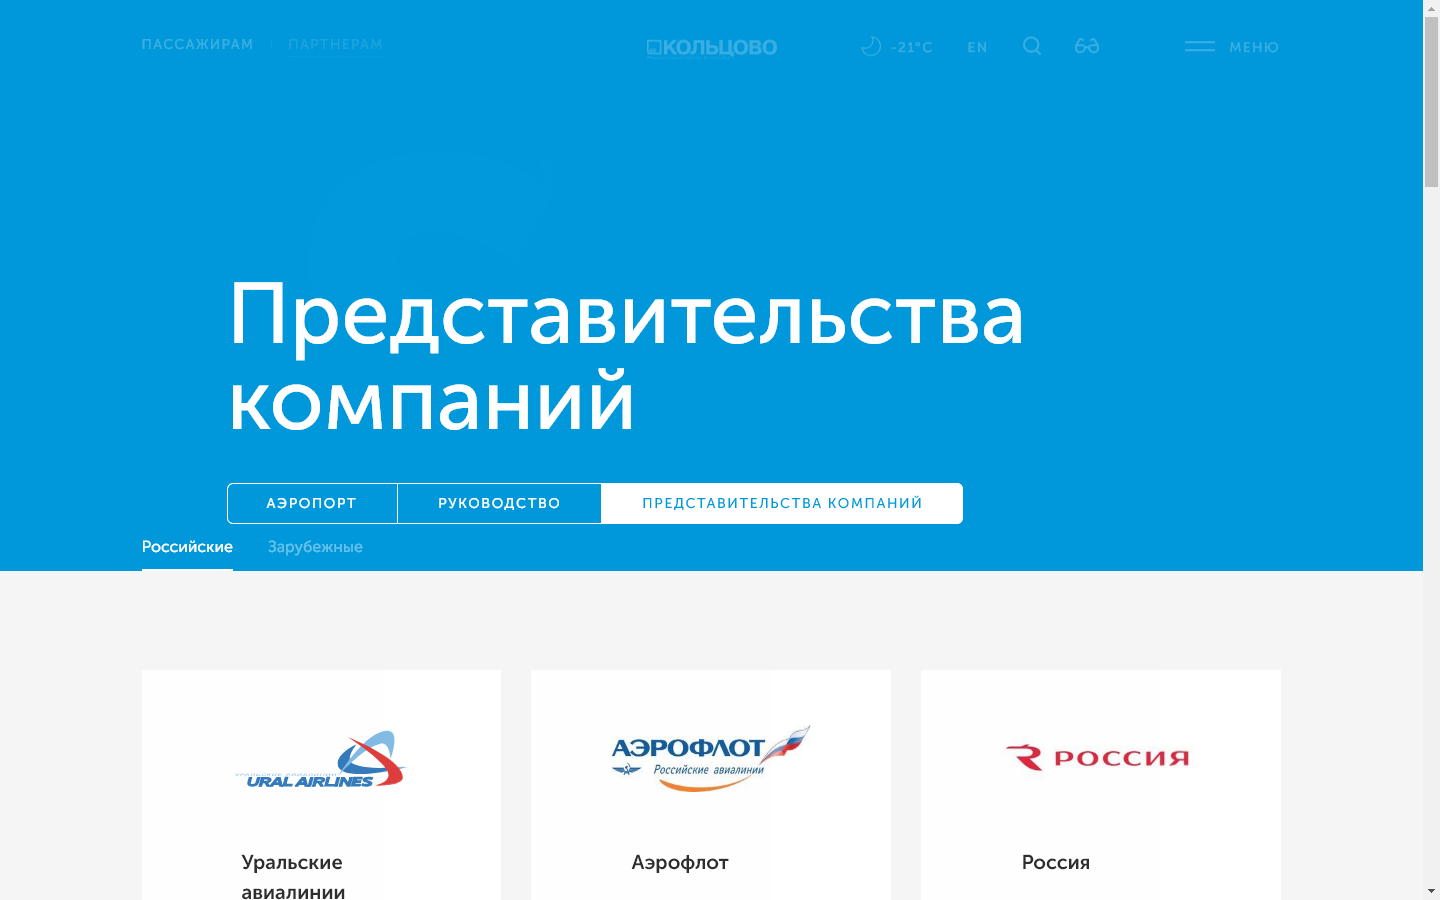 ПАССАЖИРАМ
ПАРТНЕРАМ
КОЛЬЦОВО
-21°C
EN
МЕНЮ
Представительства
компаний
АЭРОПОРТ
РУКОВОДСТВО
ПРЕДСТАВИТЕЛЬСТВА КОМПАНИЙ
Российские
Зарубежные
URAL AIRLINES
АЭРОФЛОТ
Российские авиалинии
РОССИЯ
Уральские
авиалинии
Аэрофлот
Россия